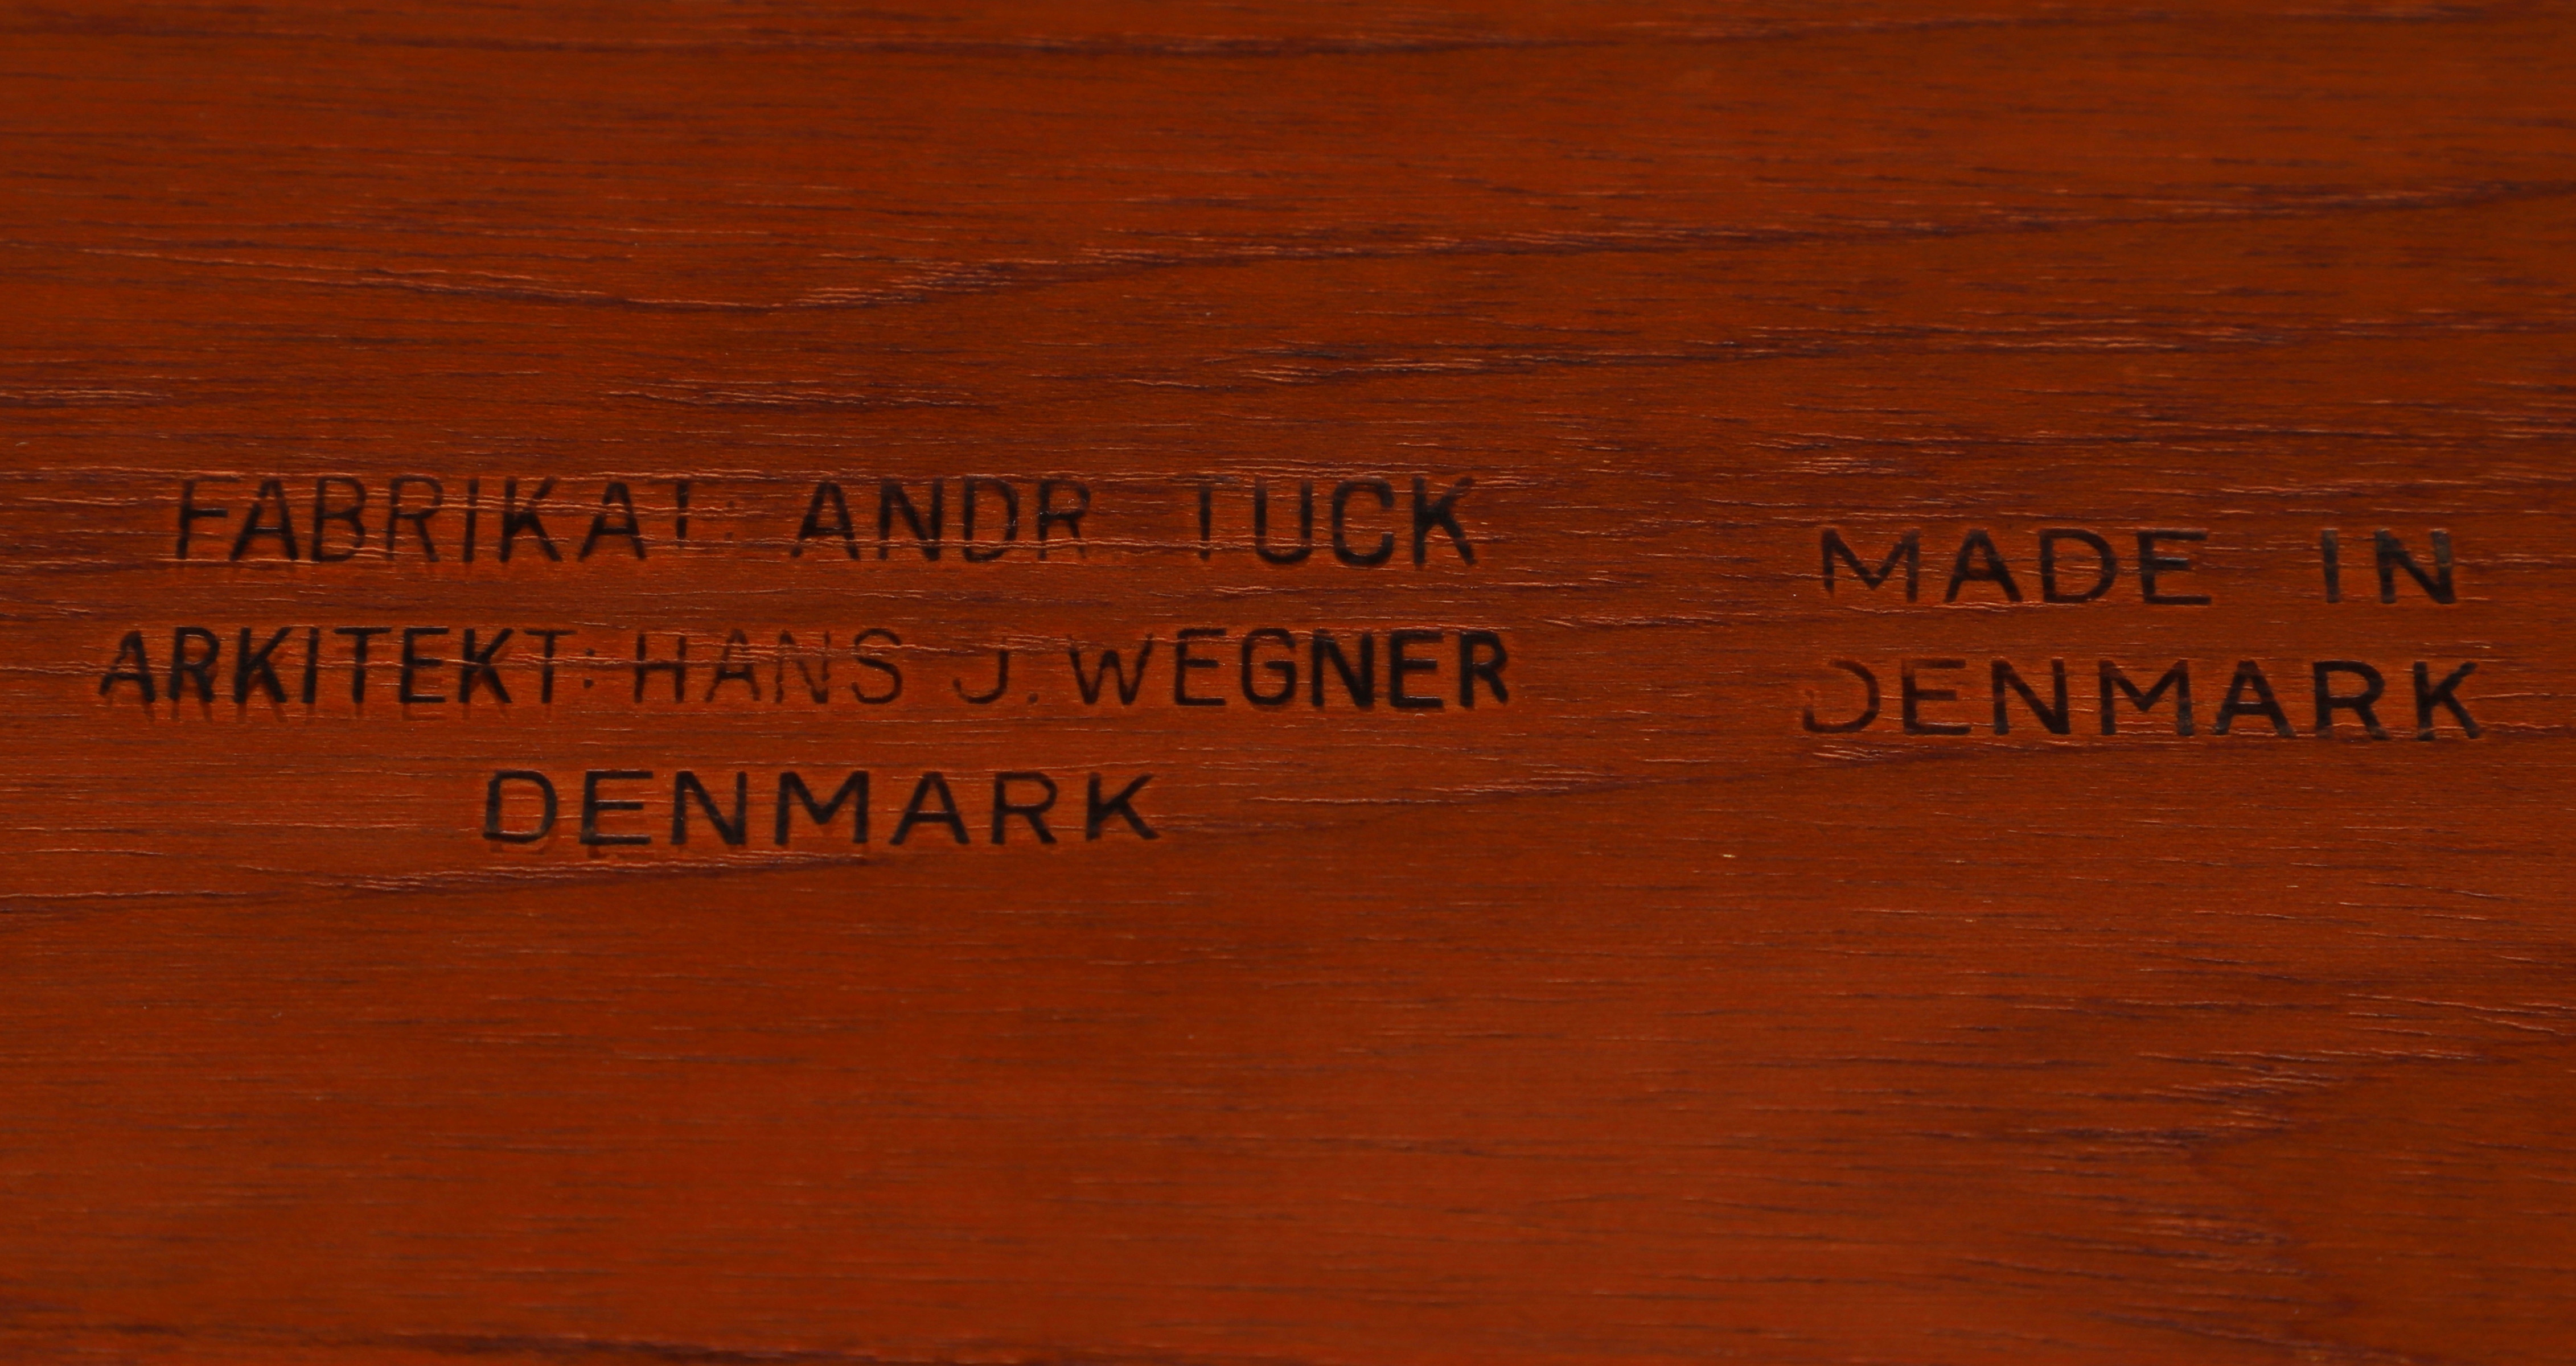 FABRIKAT: ANDR. TUCK
ARKITEKT: HANS J. WEGNER
DENMARK
MADE IN
DENMARK